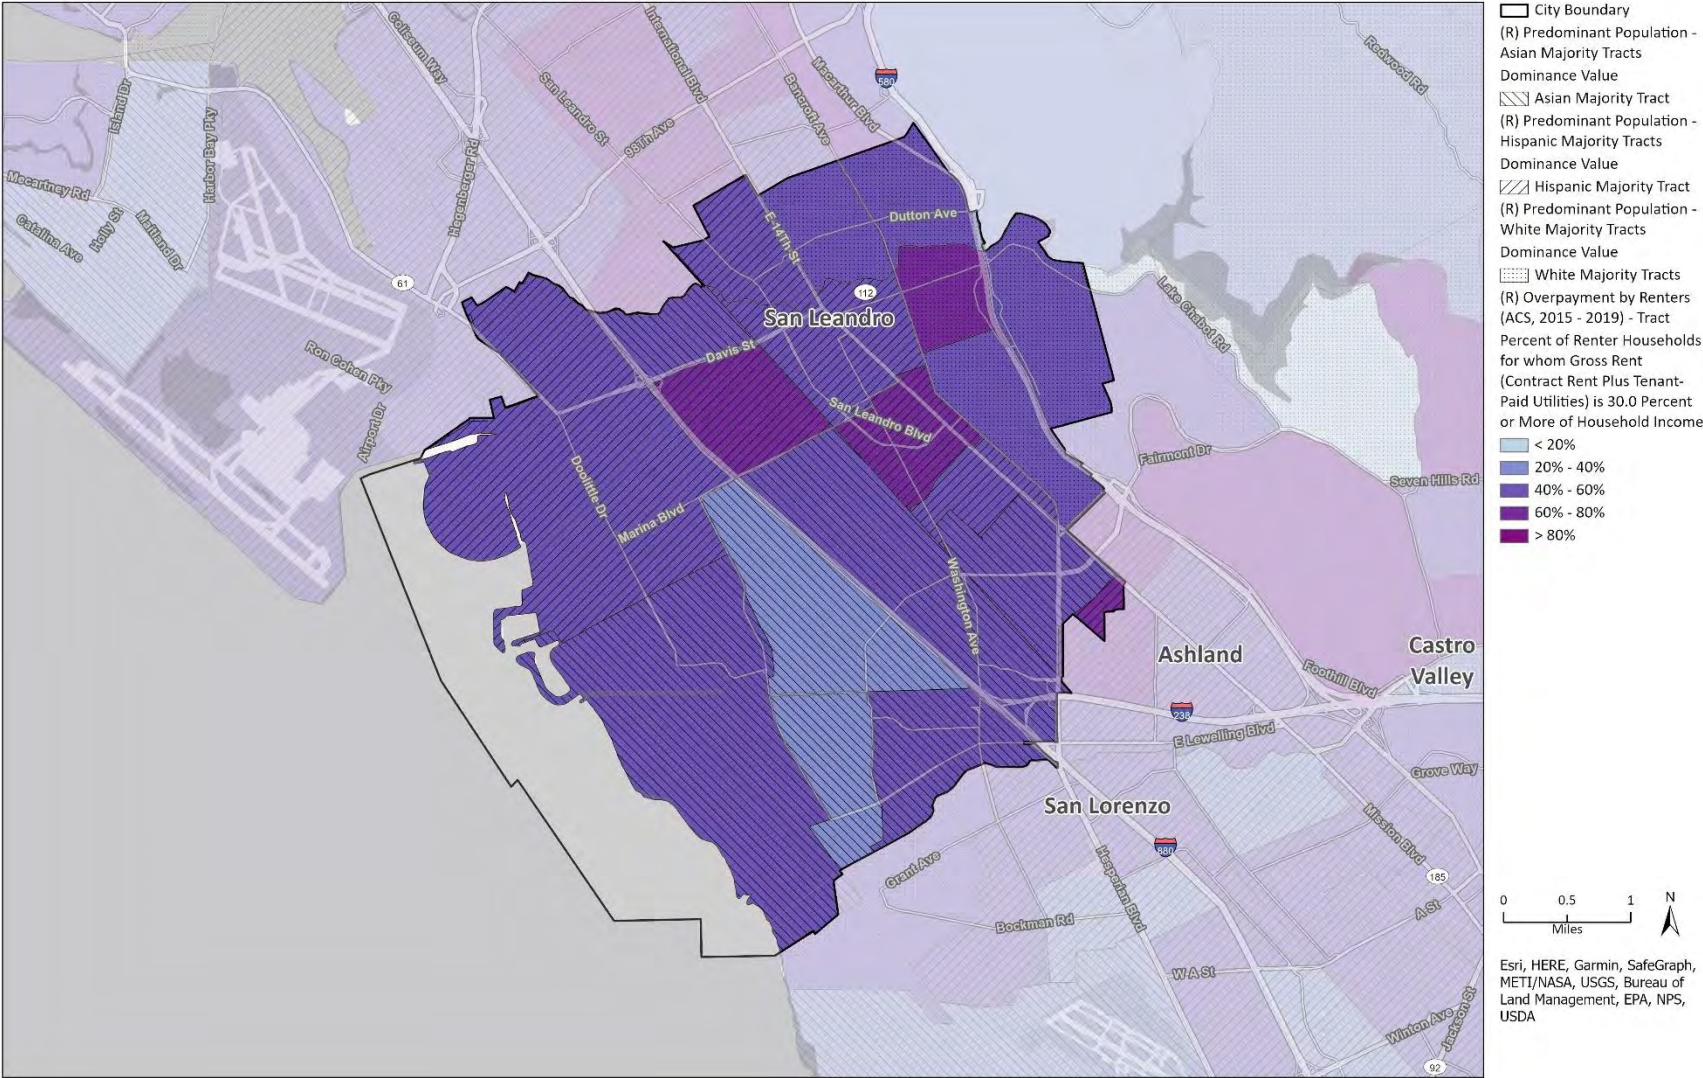 Coliseum Way
International Blvd
580
Redwood Rd
Island Dr
Harbor Bay Pky
San Leandro St
Bancroft Ave
Macarthur Blvd
98Th Ave
Mecartney Rd
Hegenberger Rd
Catalina Ave
Holly St
Maitland Dr
E 14Th St
Dutton Ave
61
112
San Leandro
Lake Chabot Rd
Ron Cohen Pky
Davis St
Airport Dr
San Leandro Blvd
Fairmont Dr
Seven Hills Rd
Doolittle Dr
Marina Blvd
Washington Ave
Ashland
Castro
Valley
Foothill Blvd
238
E Lewelling Blvd
Grove Way
San Lorenzo
Mission Blvd
880
Grant Ave
Hesperian Blvd
185
Bockman Rd
A St
W A St
Winton Ave
Jackson St
92
City Boundary
(R) Predominant Population -
Asian Majority Tracts
Dominance Value
Asian Majority Tract
(R) Predominant Population -
Hispanic Majority Tracts
Dominance Value
Hispanic Majority Tract
(R) Predominant Population -
White Majority Tracts
Dominance Value
White Majority Tracts
(R) Overpayment by Renters
(ACS, 2015 - 2019) - Tract
Percent of Renter Households
for whom Gross Rent
(Contract Rent Plus Tenant-
Paid Utilities) is 30.0 Percent
or More of Household Income
< 20%
20% - 40%
40% - 60%
60% - 80%
> 80%
0 0.5 1
Miles
N
Esri, HERE, Garmin, SafeGraph,
METI/NASA, USGS, Bureau of
Land Management, EPA, NPS,
USDA